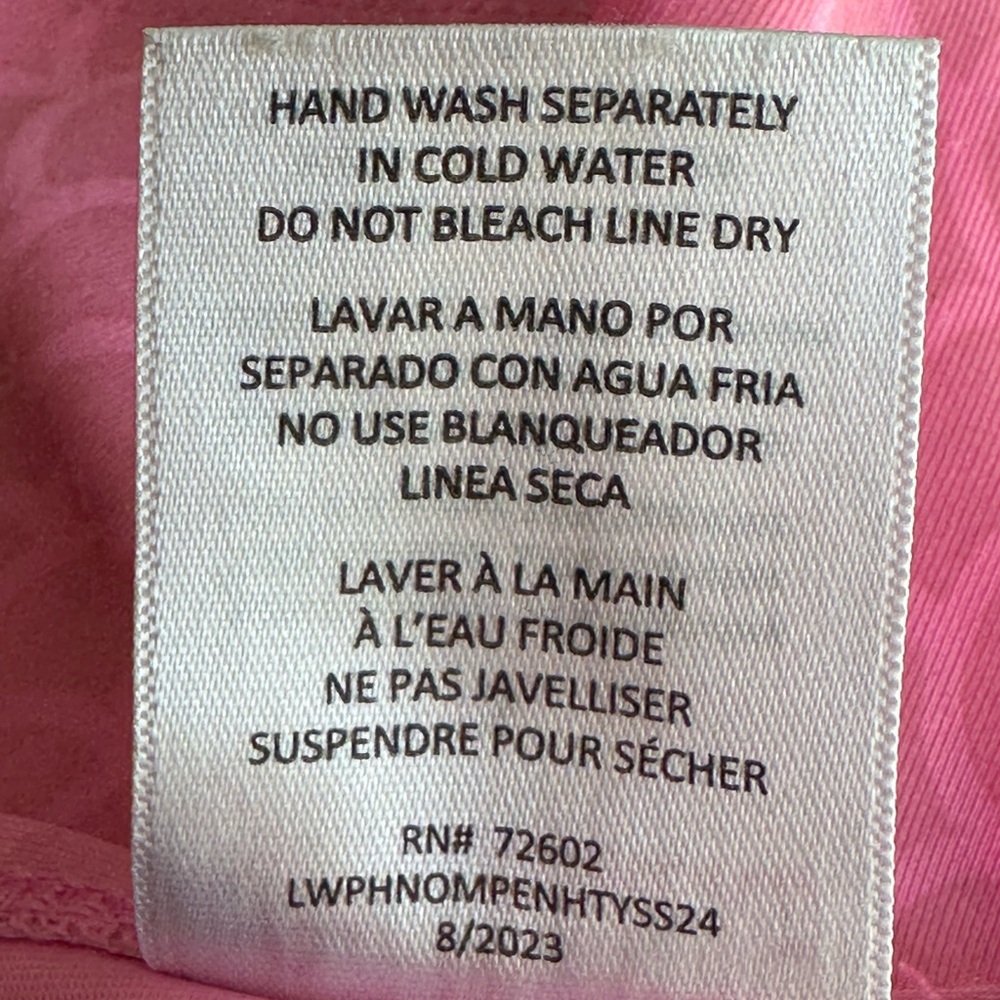 HAND WASH SEPARATELY
IN COLD WATER
DO NOT BLEACH LINE DRY
LAVAR A MANO POR
SEPARADO CON AGUA FRIA
NO USE BLANQUEADOR
LINEA SECA
LAVER À LA MAIN
À L'EAU FROIDE
NE PAS JAVELLISER
SUSPENDRE POUR SÉCHER
RN# 72602
LWPHNOMPENHTYSS24
8/2023